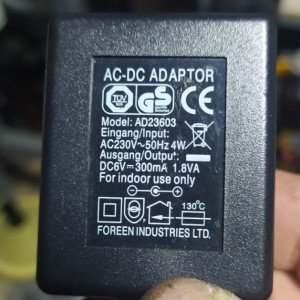 AC-DC ADAPTOR
TÜV GS CE
Model: AD23603
Eingang/Input:
AC230V~50Hz 4W
Ausgang/Output:
DC6V⎓300mA 1.8VA
For indoor use only
130°C
FOREEN INDUSTRIES LTD.